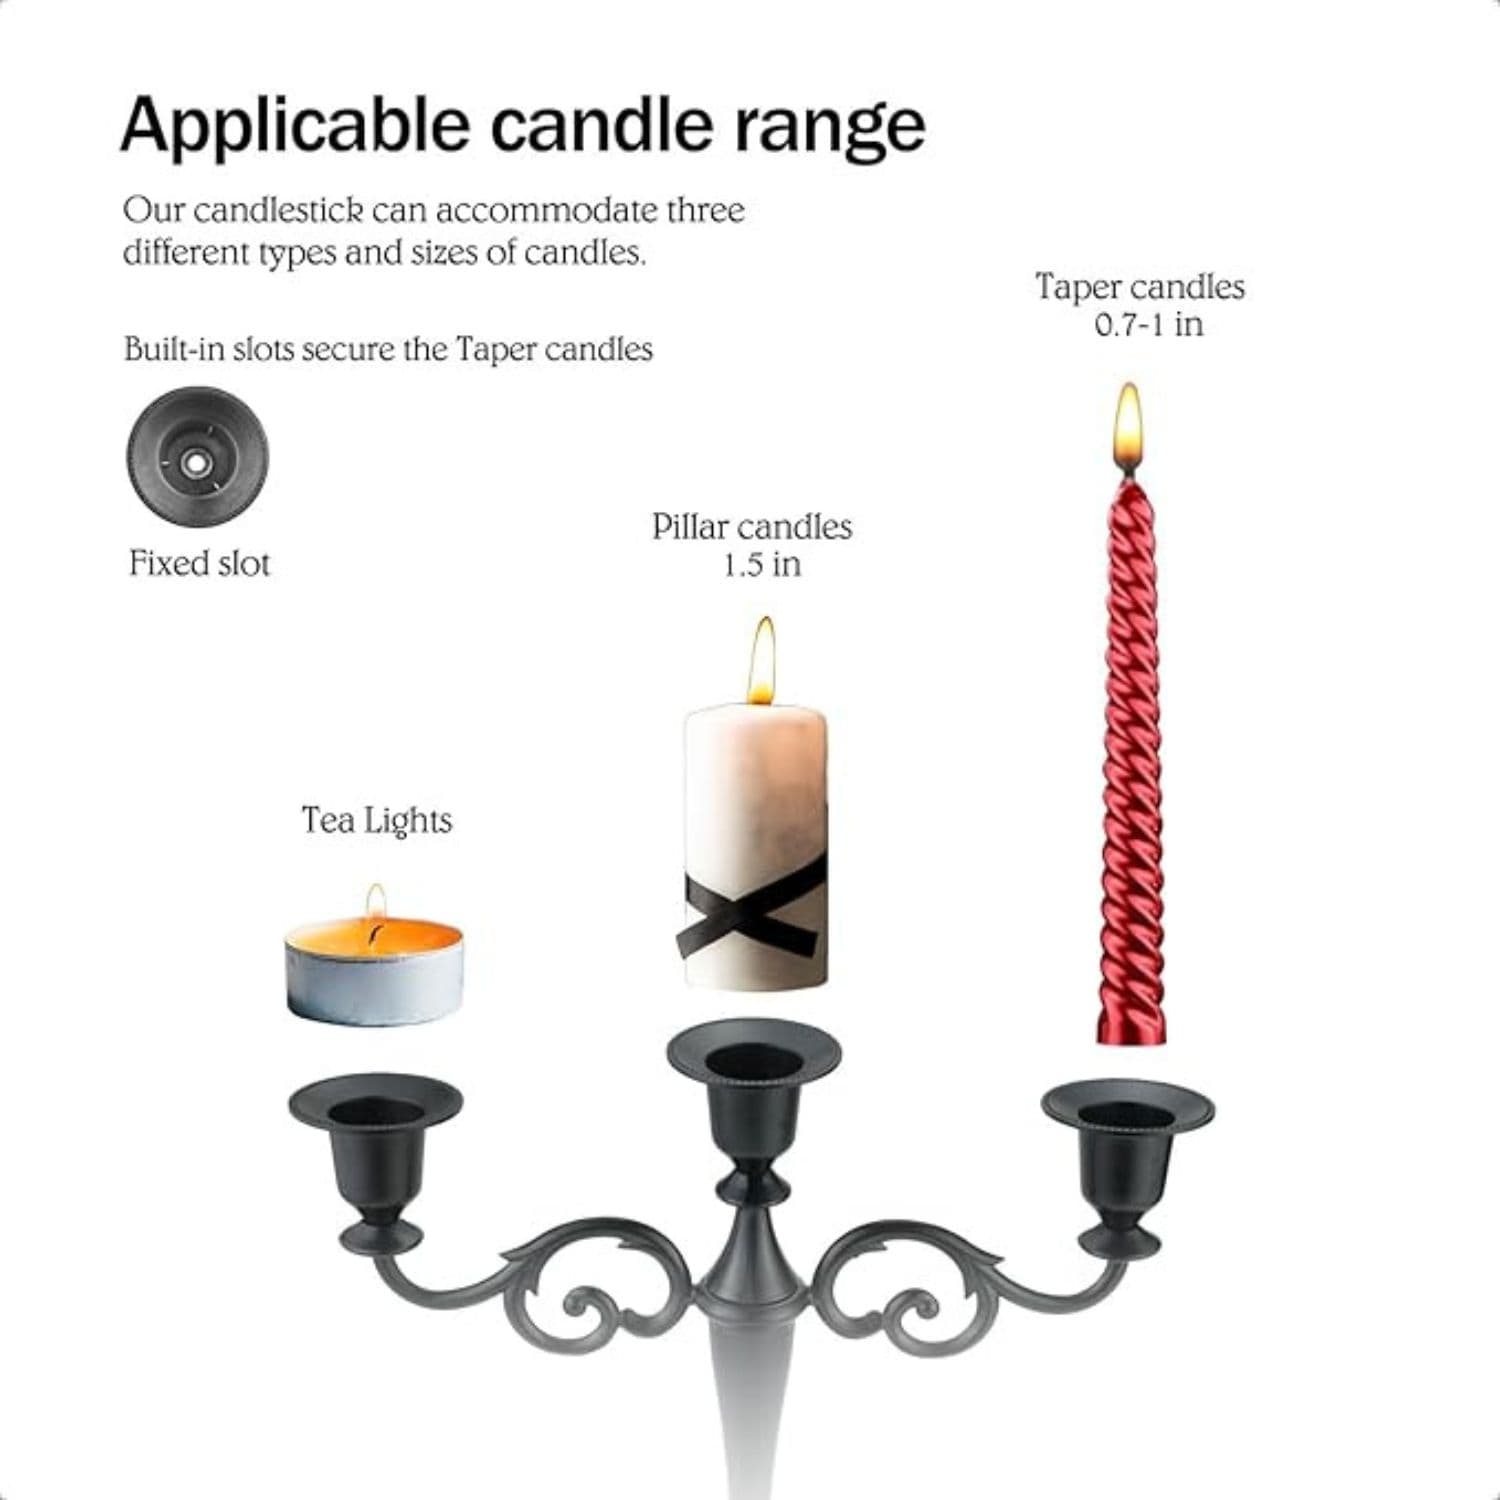 Applicable candle range
Our candlestick can accommodate three
different types and sizes of candles.
Built-in slots secure the Taper candles
Fixed slot
Taper candles
0.7-1 in
Pillar candles
1.5 in
Tea Lights